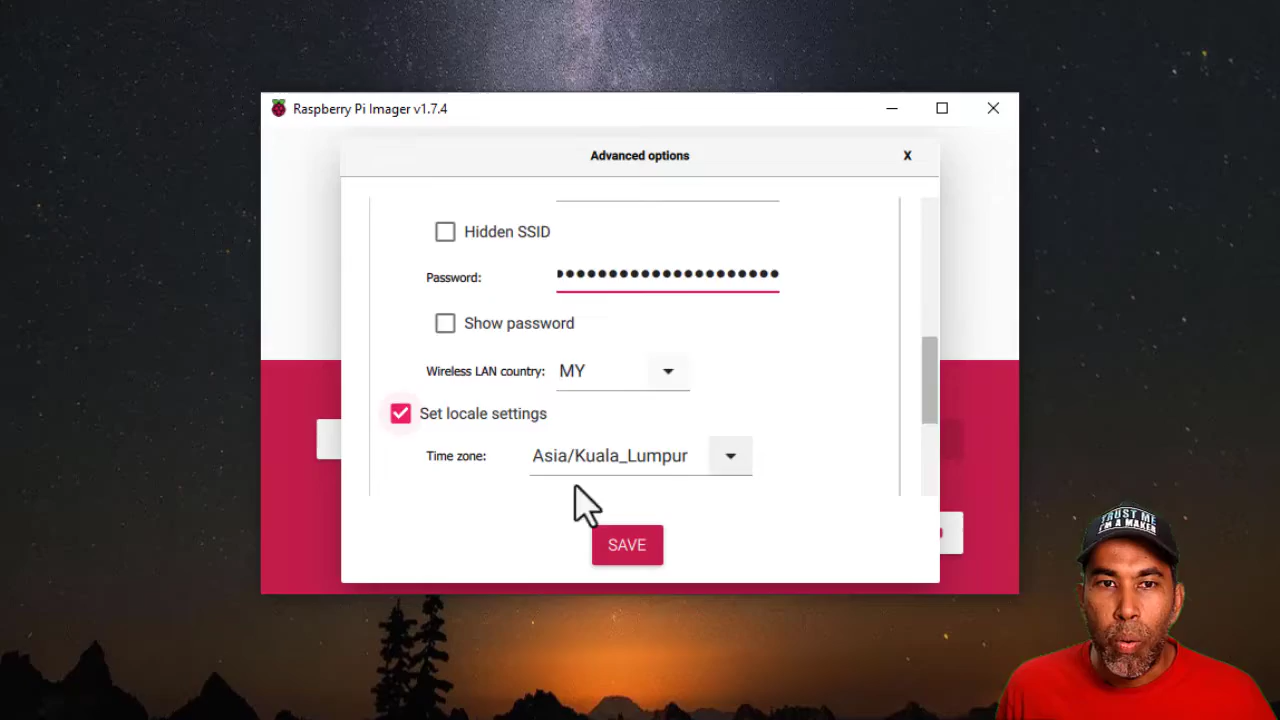 Raspberry Pi Imager v1.7.4
Advanced options
X
Hidden SSID
Password:
Show password
Wireless LAN country: MY
Set locale settings
Time zone: Asia/Kuala_Lumpur
SAVE
TRUST ME
I'M A MAKER